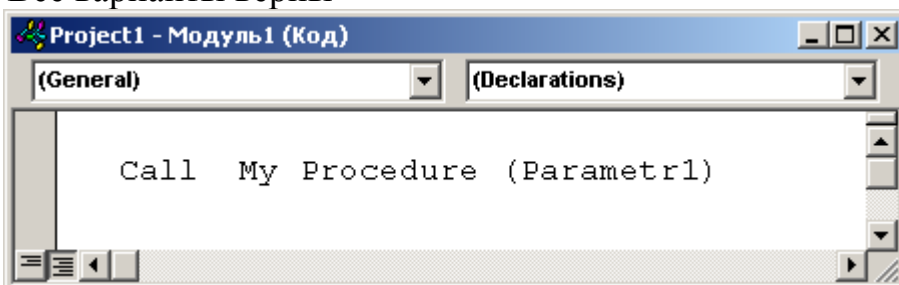 Все варианты верны
Project1 - Модуль1 (Код)
(General) (Declarations)
Call My Procedure (Parametr1)